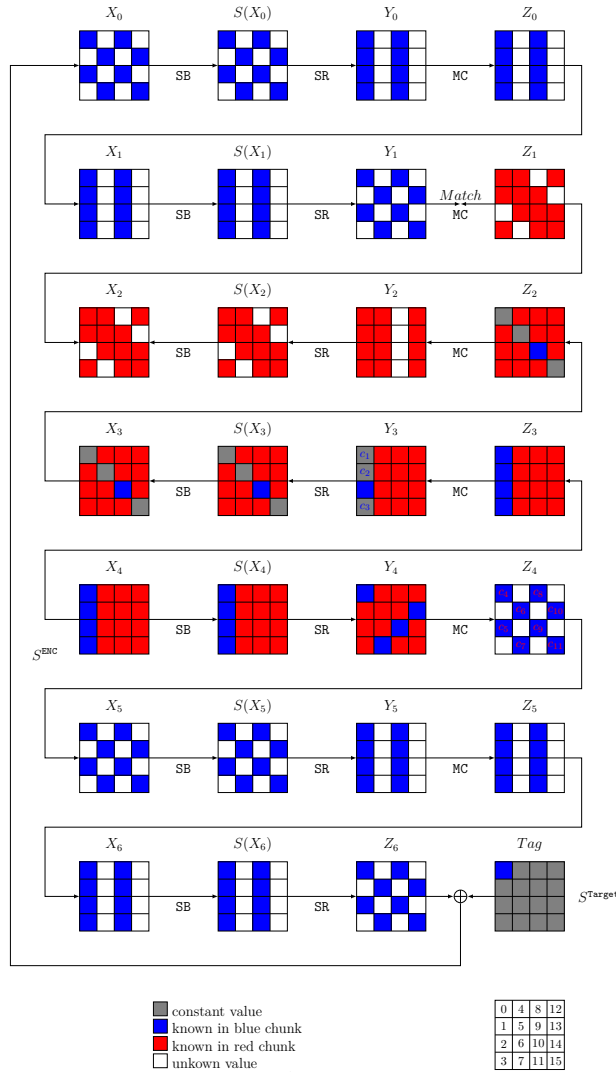 X₀ S(X₀) Y₀ Z₀
SB SR MC
X₁ S(X₁) Y₁ Z₁
Match
SB SR MC
X₂ S(X₂) Y₂ Z₂
SB SR MC
X₃ S(X₃) Y₃ Z₃
c₁
c₂
c₃
SB SR MC
X₄ S(X₄) Y₄ Z₄
c₄ c₈
c₆ c₁₀
c₅ c₉
c₇ c₁₁
SB SR MC
S^ENC
X₅ S(X₅) Y₅ Z₅
SB SR MC
X₆ S(X₆) Z₆ Tag
SB SR
S^Target
constant value
known in blue chunk
known in red chunk
unkown value
0 4 8 12
1 5 9 13
2 6 10 14
3 7 11 15